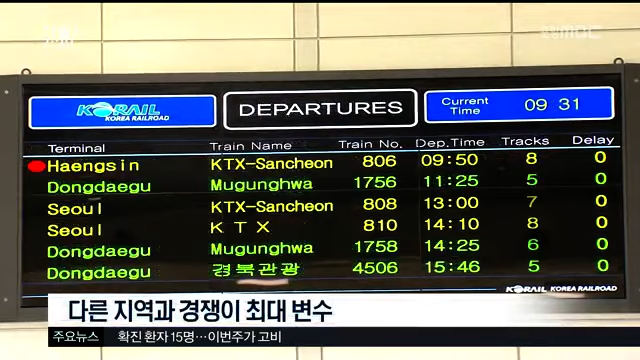 KORAIL
KOREA RAILROAD
DEPARTURES
Current Time 09 31
Terminal Train Name Train No. Dep.Time Tracks Delay
Haengsin KTX-Sancheon 806 09:50 8 0
Dongdaegu Mugunghwa 1756 11:25 5 0
Seoul KTX-Sancheon 808 13:00 7 0
Seoul K T X 810 14:10 8 0
Dongdaegu Mugunghwa 1758 14:25 6 0
Dongdaegu 경북관광 4506 15:46 5 0
KORAIL KOREA RAILROAD
다른 지역과 경쟁이 최대 변수
주요뉴스 확진 환자 15명…이번주가 고비